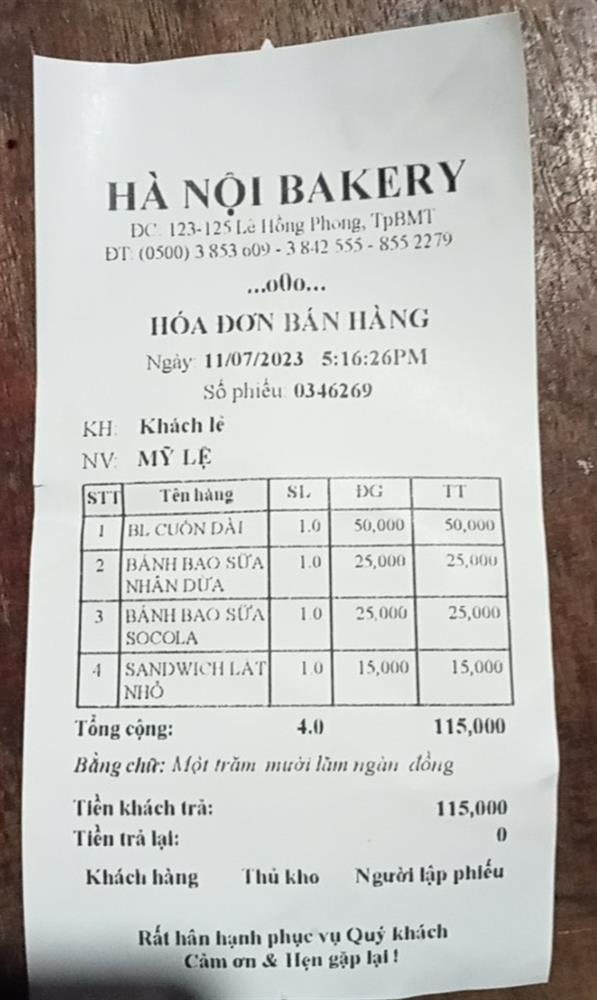 HÀ NỘI BAKERY
ĐC: 123-125 Lê Hồng Phong, TpBMT
ĐT: (0500) 3 853 609 - 3 842 555 - 855 2279
...o0o...
HÓA ĐƠN BÁN HÀNG
Ngày: 11/07/2023 5:16:26PM
Số phiếu: 0346269
KH: Khách lẻ
NV: MỸ LỆ
STT Tên hàng SL ĐG TT
1 BL CUỘN DÀI 1.0 50,000 50,000
2 BÁNH BAO SỮA 1.0 25,000 25,000
NHÂN DỪA
3 BÁNH BAO SỮA 1.0 25,000 25,000
SOCOLA
4 SANDWICH LÁT 1.0 15,000 15,000
NHỎ
Tổng cộng: 4.0 115,000
Bằng chữ: Một trăm mười lăm ngàn đồng
Tiền khách trả: 115,000
Tiền trả lại: 0
Khách hàng Thủ kho Người lập phiếu
Rất hân hạnh phục vụ Quý khách
Cảm ơn & Hẹn gặp lại !